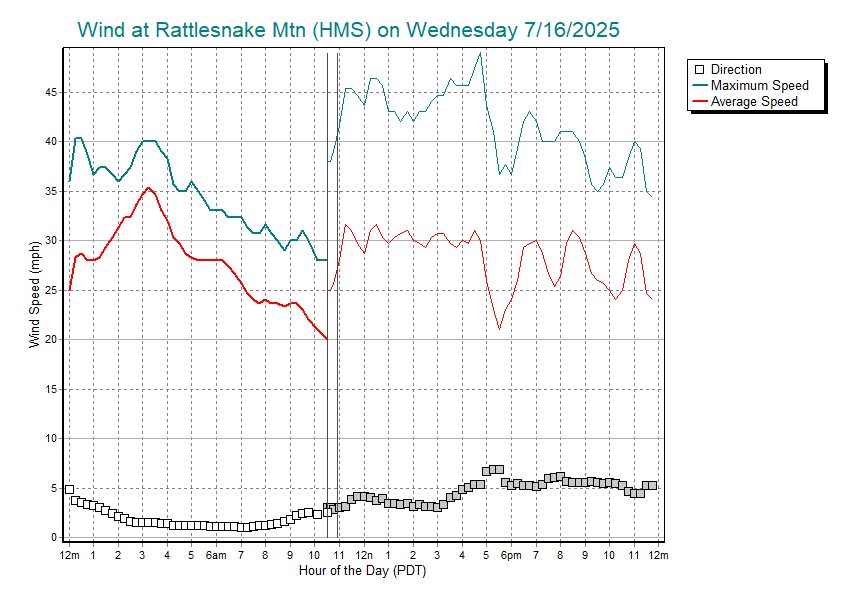 Wind at Rattlesnake Mtn (HMS) on Wednesday 7/16/2025
Direction
Maximum Speed
Average Speed
Wind Speed (mph)
45
40
35
30
25
20
15
10
5
0
12m 1 2 3 4 5 6am 7 8 9 10 11 12n 1 2 3 4 5 6pm 7 8 9 10 11 12m
Hour of the Day (PDT)